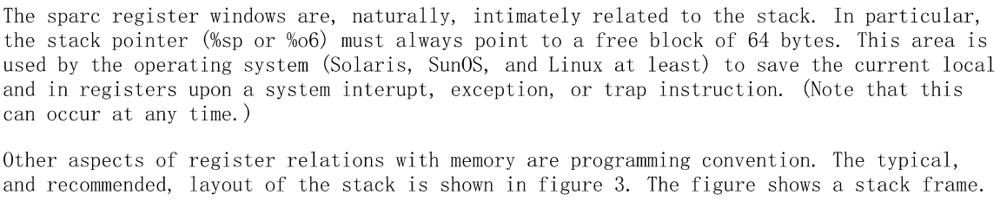 The sparc register windows are, naturally, intimately related to the stack. In particular,
the stack pointer (%sp or %o6) must always point to a free block of 64 bytes. This area is
used by the operating system (Solaris, SunOS, and Linux at least) to save the current local
and in registers upon a system interupt, exception, or trap instruction. (Note that this
can occur at any time.)
Other aspects of register relations with memory are programming convention. The typical,
and recommended, layout of the stack is shown in figure 3. The figure shows a stack frame.